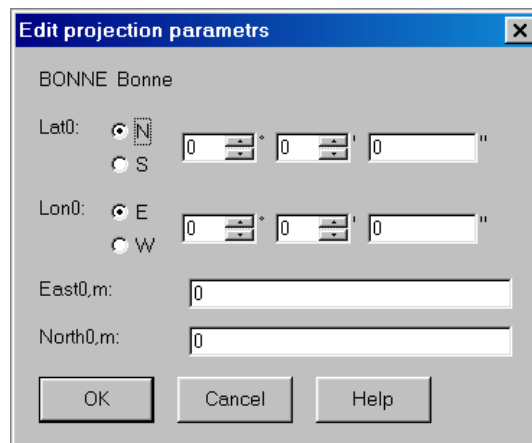 Edit projection parametrs
BONNE Bonne
Lat0: N 0 ° 0 ' 0 "
S
Lon0: E 0 ° 0 ' 0 "
W
East0,m: 0
North0,m: 0
OK Cancel Help